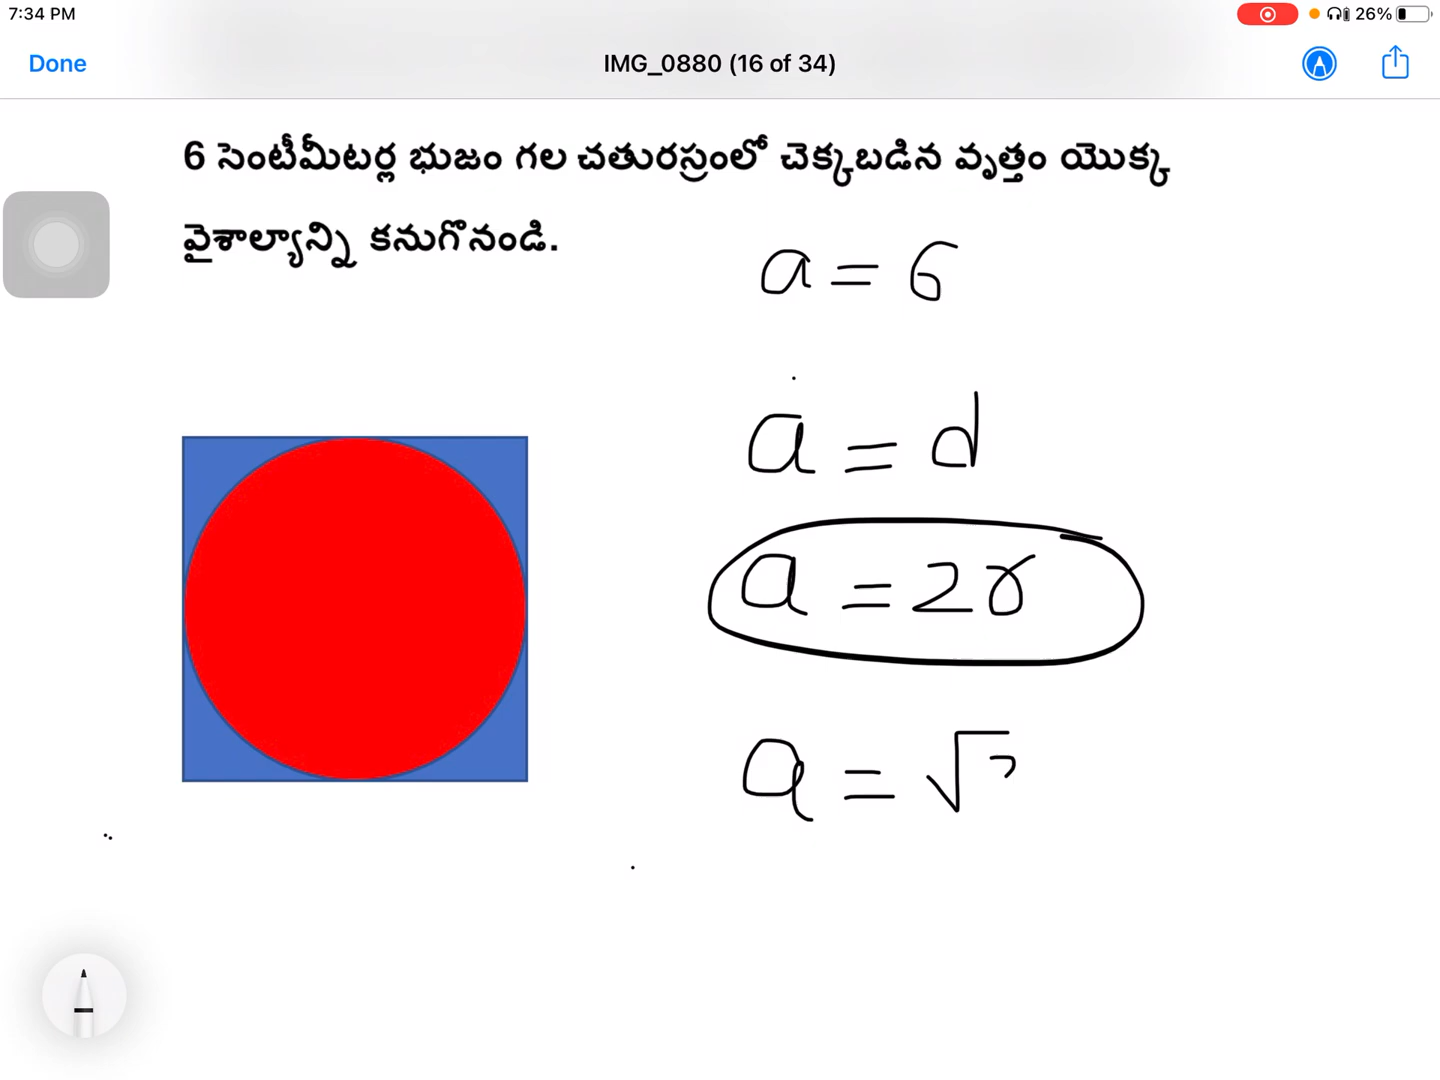 7:34 PM
26%
Done
IMG_0880 (16 of 34)
6 సెంటీమీటర్ల భుజం గల చతురస్రంలో చెక్కబడిన వృత్తం యొక్క
వైశాల్యాన్ని కనుగొనండి.
a = 6
a = d
a = 2r
a = √